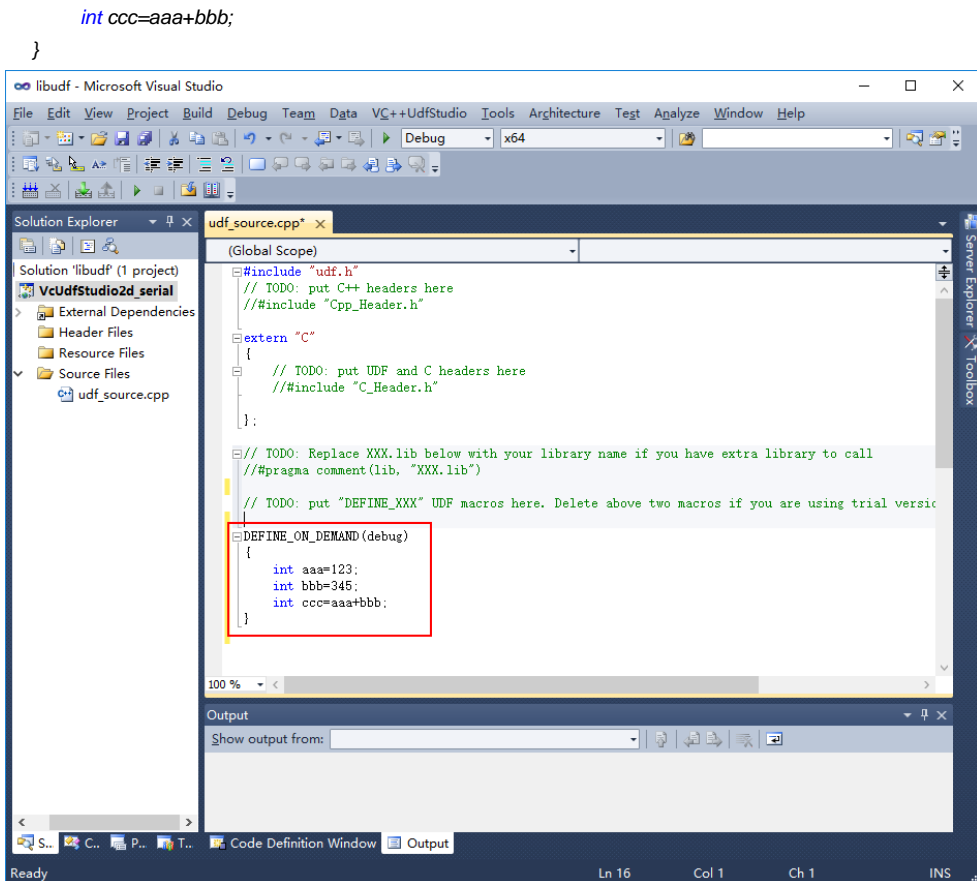 int ccc=aaa+bbb;
}
libudf - Microsoft Visual Studio
File Edit View Project Build Debug Team Data VC++UdfStudio Tools Architecture Test Analyze Window Help
Debug x64
Solution Explorer
udf_source.cpp*
(Global Scope)
Solution 'libudf' (1 project)
VcUdfStudio2d_serial
External Dependencies
Header Files
Resource Files
Source Files
udf_source.cpp
#include "udf.h"
// TODO: put C++ headers here
//#include "Cpp_Header.h"
extern "C"
{
// TODO: put UDF and C headers here
//#include "C_Header.h"
};
// TODO: Replace XXX.lib below with your library name if you have extra library to call
//#pragma comment(lib, "XXX.lib")
// TODO: put "DEFINE_XXX" UDF macros here. Delete above two macros if you are using trial versic
DEFINE_ON_DEMAND(debug)
{
int aaa=123;
int bbb=345;
int ccc=aaa+bbb;
}
100 %
Server Explorer
Toolbox
Output
Show output from:
S... C.. P... T...
Code Definition Window Output
Ready Ln 16 Col 1 Ch 1 INS